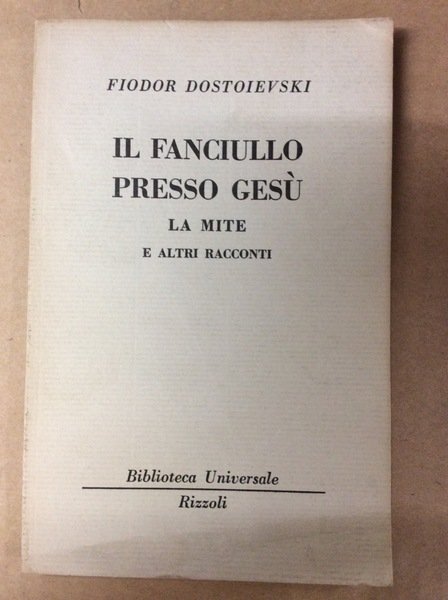 FIODOR DOSTOIEVSKI
IL FANCIULLO
PRESSO GESÙ
LA MITE
E ALTRI RACCONTI
Biblioteca Universale
Rizzoli